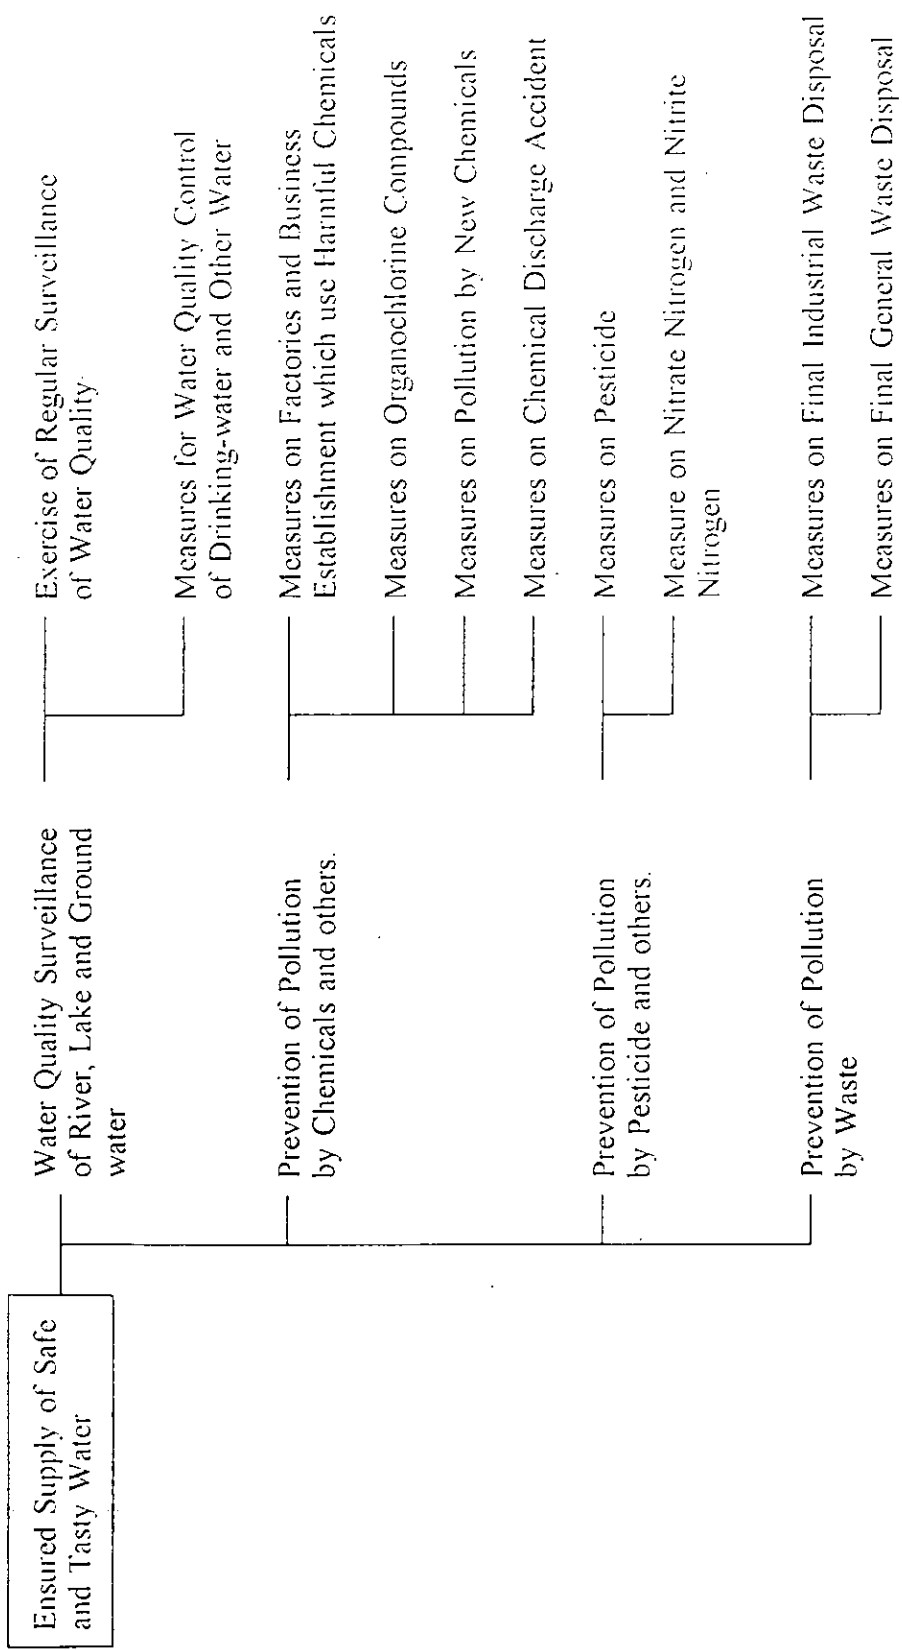 Ensured Supply of Safe
and Tasty Water
Water Quality Surveillance
of River, Lake and Ground
water
Exercise of Regular Surveillance
of Water Quality
Measures for Water Quality Control
of Drinking-water and Other Water
Prevention of Pollution
by Chemicals and others.
Measures on Factories and Business
Establishment which use Harmful Chemicals
Measures on Organochlorine Compounds
Measures on Pollution by New Chemicals
Measures on Chemical Discharge Accident
Prevention of Pollution
by Pesticide and others.
Measures on Pesticide
Measure on Nitrate Nitrogen and Nitrite
Nitrogen
Prevention of Pollution
by Waste
Measures on Final Industrial Waste Disposal
Measures on Final General Waste Disposal